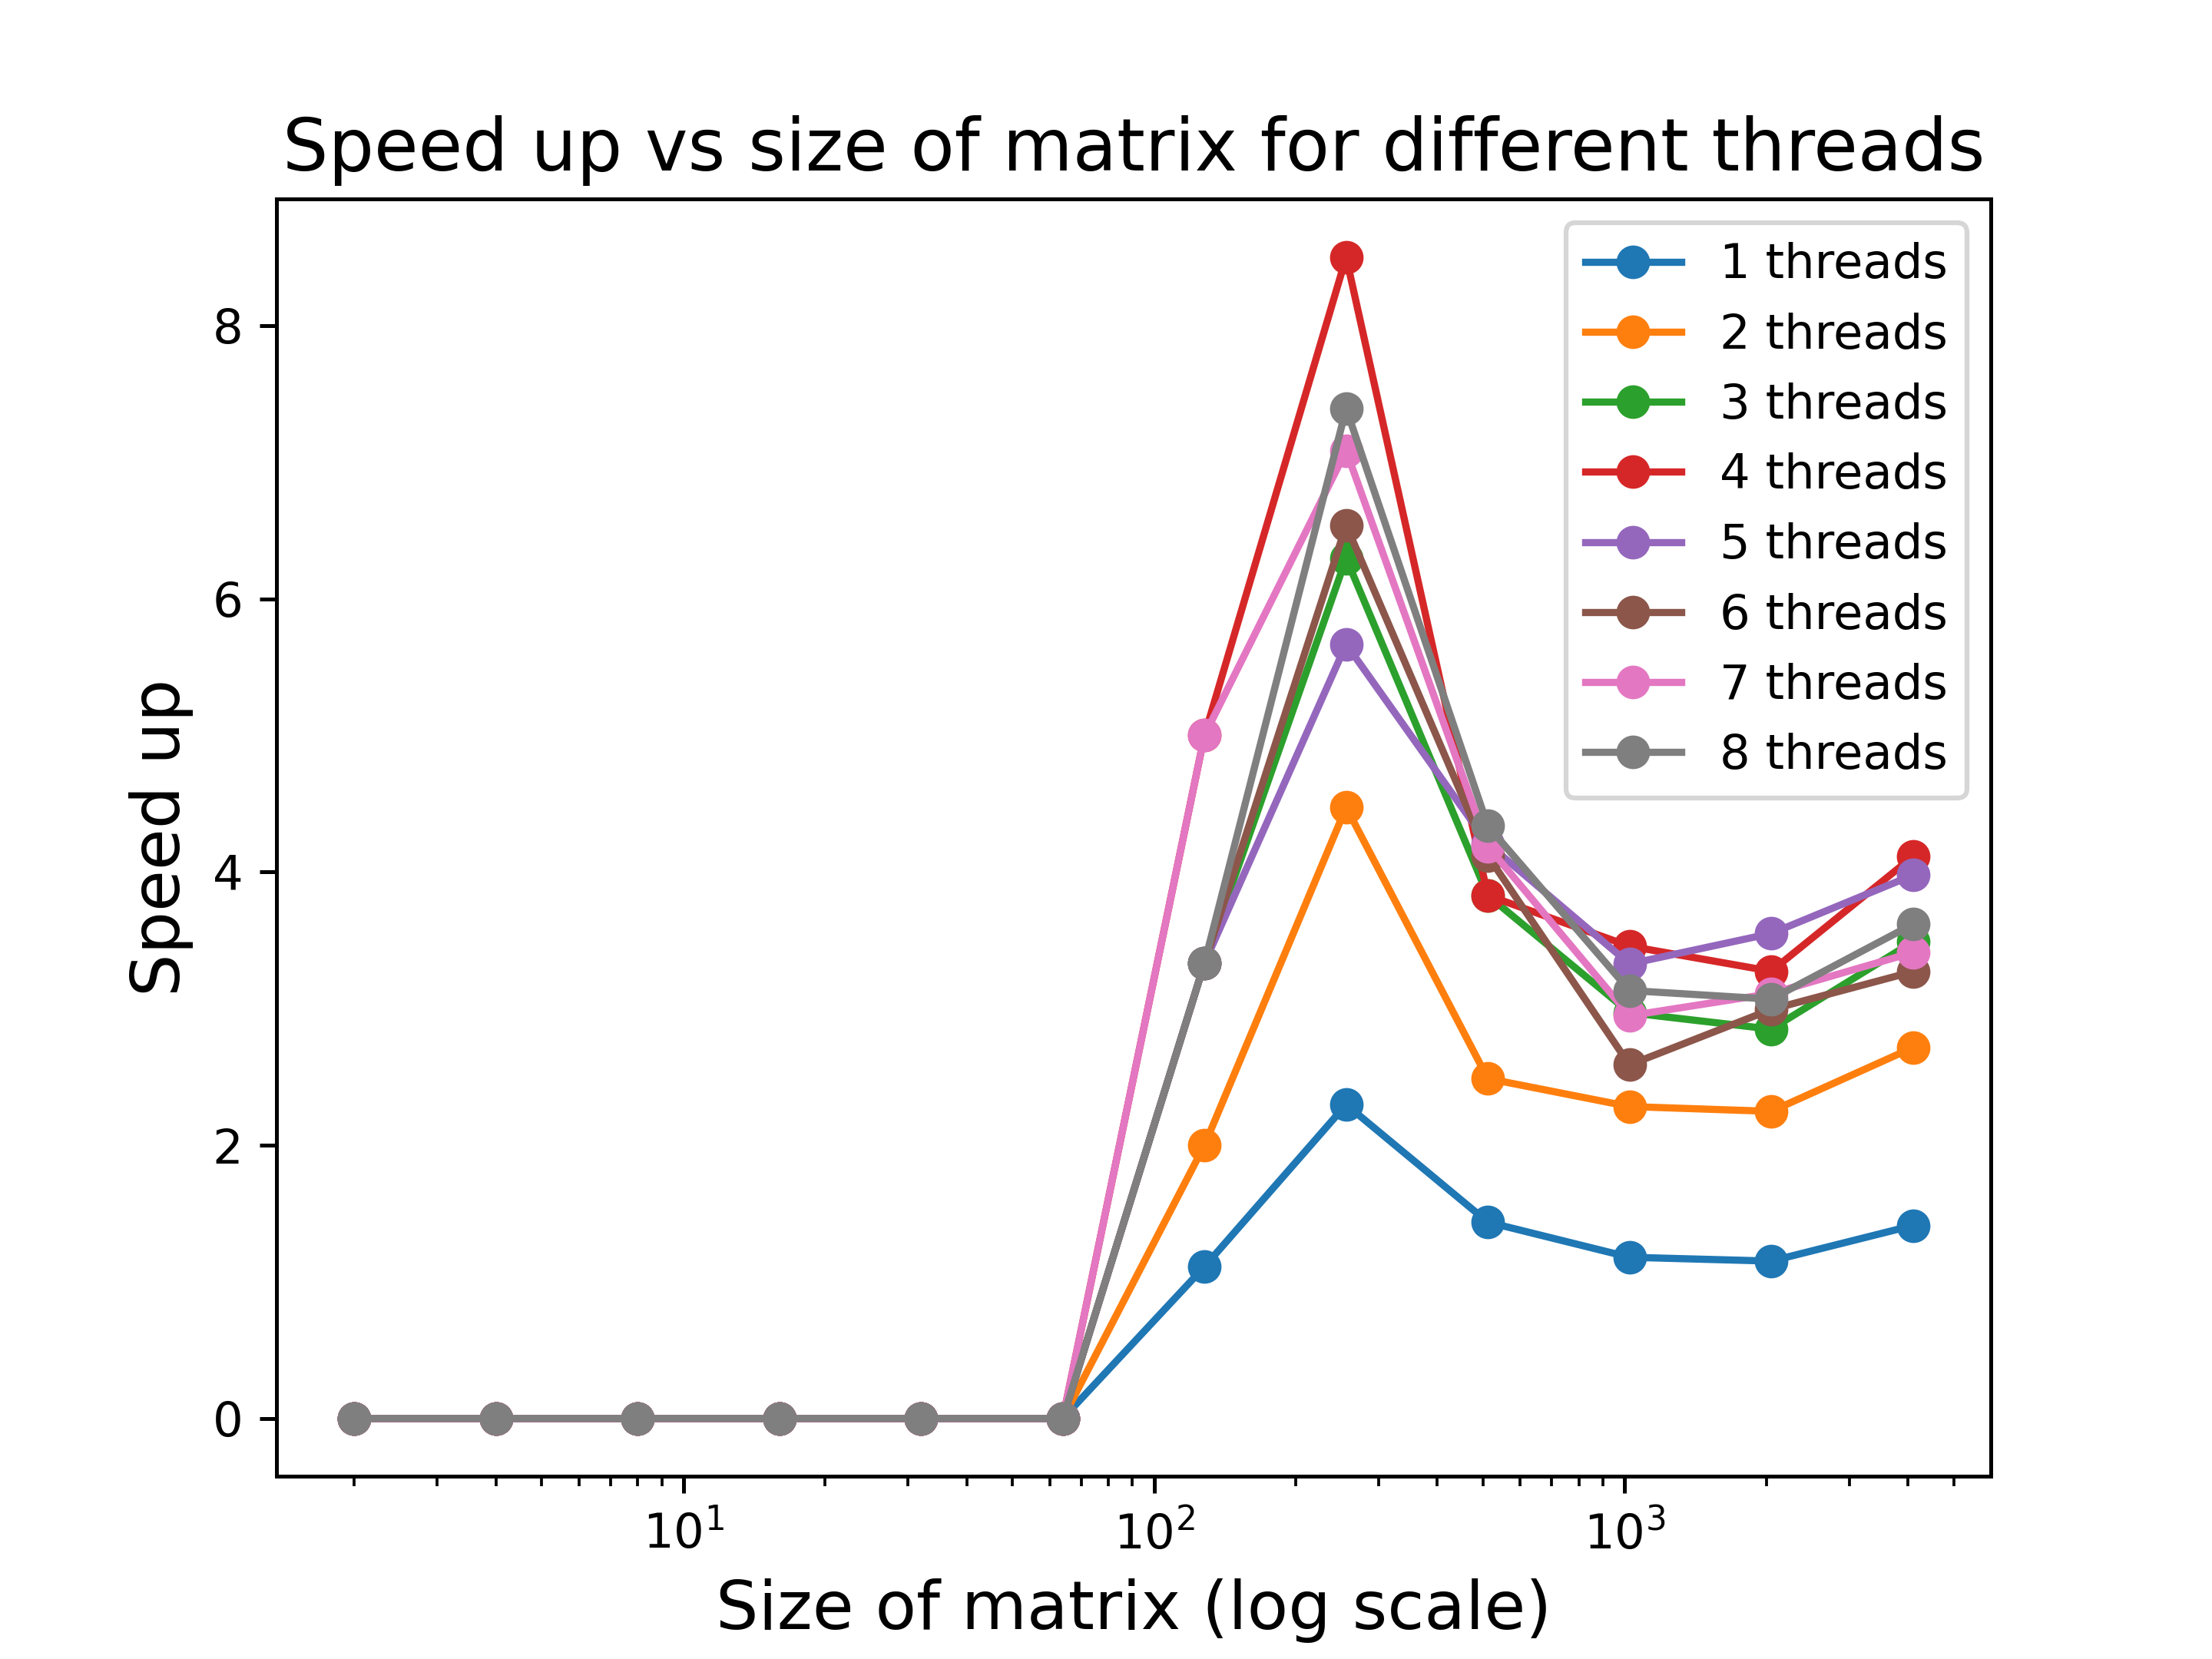 Speed up vs size of matrix for different threads
Speed up
8
6
4
2
0
1 threads
2 threads
3 threads
4 threads
5 threads
6 threads
7 threads
8 threads
10¹ 10² 10³
Size of matrix (log scale)